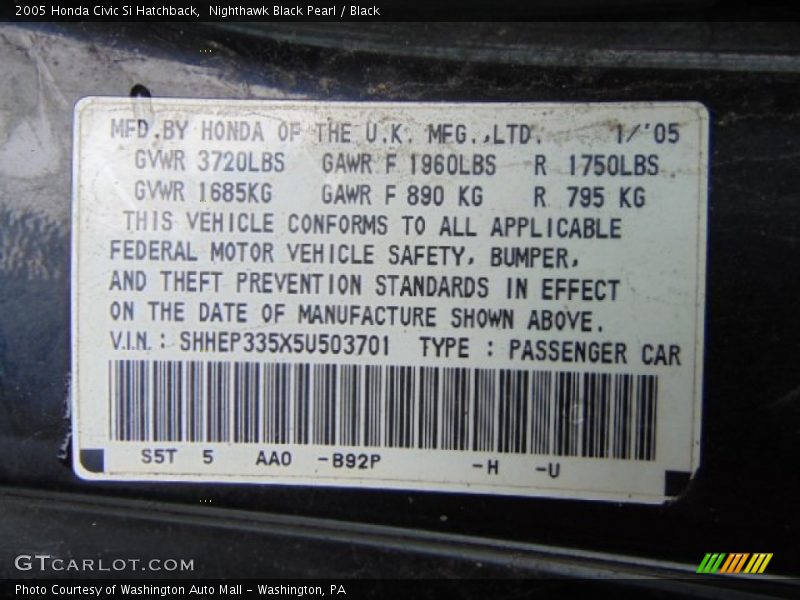 2005 Honda Civic Si Hatchback, Nighthawk Black Pearl / Black
MFD.BY HONDA OF THE U.K. MFG.,LTD. 1/'05
GVWR 3720LBS GAWR F 1960LBS R 1750LBS
GVWR 1685KG GAWR F 890 KG R 795 KG
THIS VEHICLE CONFORMS TO ALL APPLICABLE
FEDERAL MOTOR VEHICLE SAFETY, BUMPER,
AND THEFT PREVENTION STANDARDS IN EFFECT
ON THE DATE OF MANUFACTURE SHOWN ABOVE.
V.I.N.: SHHEP335X5U503701 TYPE : PASSENGER CAR
S5T 5 AA0 -B92P -H -U
GTCARLOT.COM
Photo Courtesy of Washington Auto Mall - Washington, PA